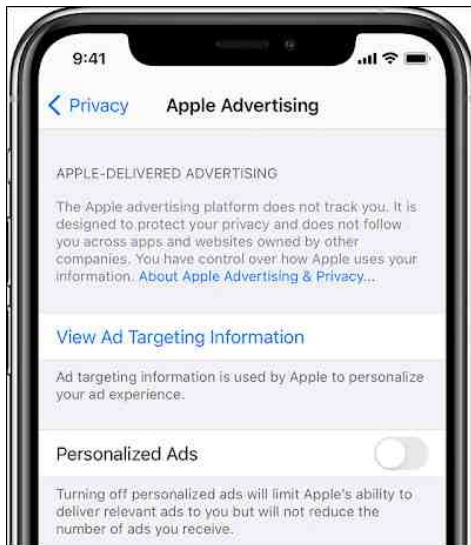 9:41
Privacy Apple Advertising
APPLE-DELIVERED ADVERTISING
The Apple advertising platform does not track you. It is
designed to protect your privacy and does not follow
you across apps and websites owned by other
companies. You have control over how Apple uses your
information. About Apple Advertising & Privacy...
View Ad Targeting Information
Ad targeting information is used by Apple to personalize
your ad experience.
Personalized Ads
Turning off personalized ads will limit Apple's ability to
deliver relevant ads to you but will not reduce the
number of ads you receive.